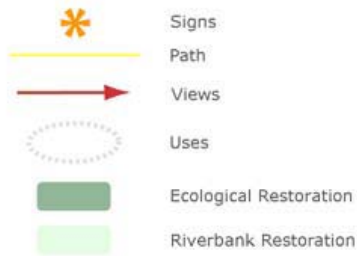 Signs
Path
Views
Uses
Ecological Restoration
Riverbank Restoration